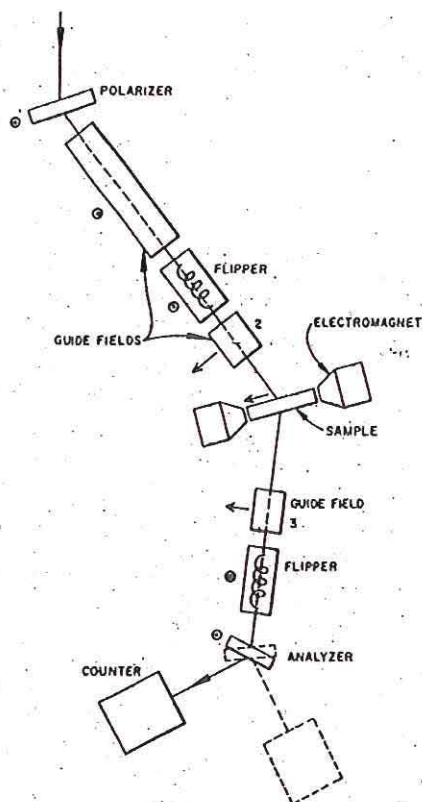 POLARIZER
FLIPPER
2
ELECTROMAGNET
GUIDE FIELDS
SAMPLE
GUIDE FIELD
3
FLIPPER
ANALYZER
COUNTER